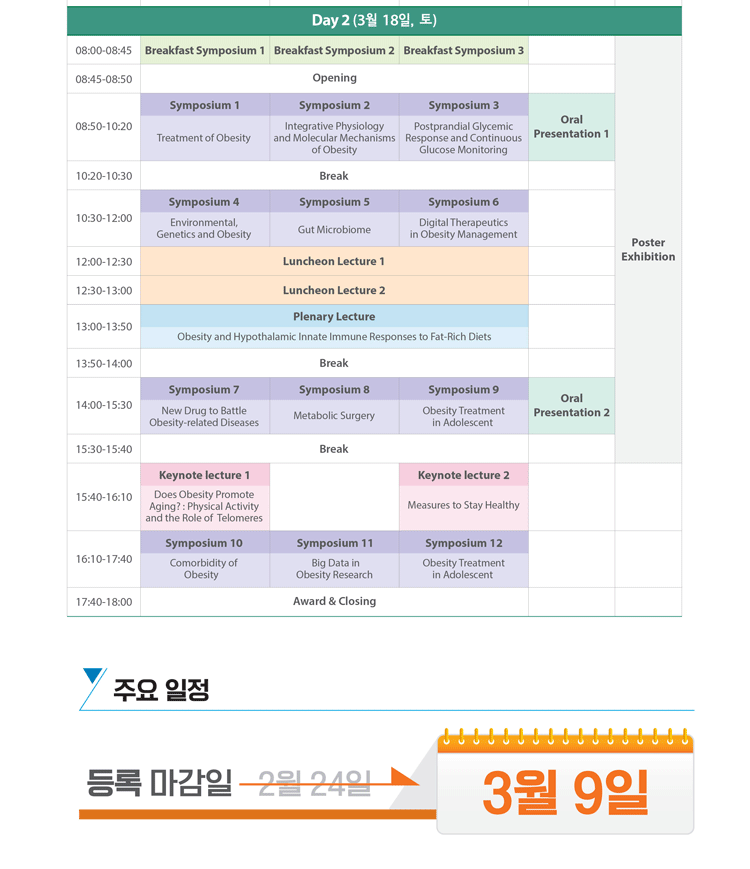 Day 2 (3월 18일, 토)
08:00-08:45 Breakfast Symposium 1 Breakfast Symposium 2 Breakfast Symposium 3
08:45-08:50 Opening
08:50-10:20
Symposium 1 Symposium 2 Symposium 3
Treatment of Obesity
Integrative Physiology
and Molecular Mechanisms
of Obesity
Postprandial Glycemic
Response and Continuous
Glucose Monitoring
Oral
Presentation 1
10:20-10:30 Break
10:30-12:00
Symposium 4 Symposium 5 Symposium 6
Environmental,
Genetics and Obesity
Gut Microbiome
Digital Therapeutics
in Obesity Management
Poster
Exhibition
12:00-12:30 Luncheon Lecture 1
12:30-13:00 Luncheon Lecture 2
13:00-13:50
Plenary Lecture
Obesity and Hypothalamic Innate Immune Responses to Fat-Rich Diets
13:50-14:00 Break
14:00-15:30
Symposium 7 Symposium 8 Symposium 9
New Drug to Battle
Obesity-related Diseases
Metabolic Surgery
Obesity Treatment
in Adolescent
Oral
Presentation 2
15:30-15:40 Break
15:40-16:10
Keynote lecture 1 Keynote lecture 2
Does Obesity Promote
Aging? : Physical Activity
and the Role of Telomeres
Measures to Stay Healthy
16:10-17:40
Symposium 10 Symposium 11 Symposium 12
Comorbidity of
Obesity
Big Data in
Obesity Research
Obesity Treatment
in Adolescent
17:40-18:00 Award & Closing
주요 일정
등록 마감일 2월 24일 3월 9일